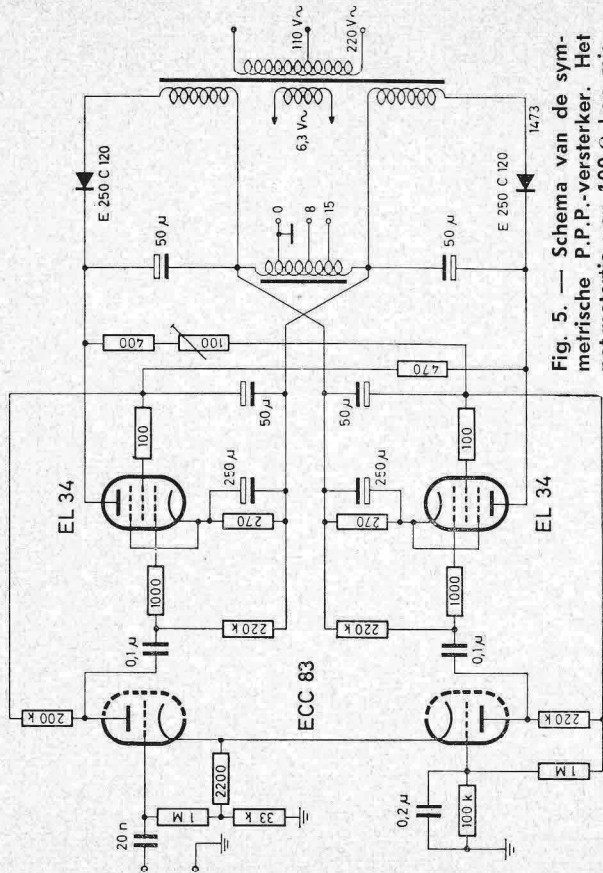 110 V~
220 V~
6,3 V~
E 250 C 120
E 250 C 120
1473
50 µ
50 µ
0
8
15
400
100
470
50 µ
50 µ
100
100
250 µ
250 µ
270
270
EL 34
EL 34
1000
1000
220 k
220 k
0,1 µ
0,1 µ
ECC 83
200 k
220 k
1 M
2200
1 M
33 k
20 n
0,2 µ
100 k
Fig. 5. — Schema van de sym-
metrische P.P.P.-versterker. Het